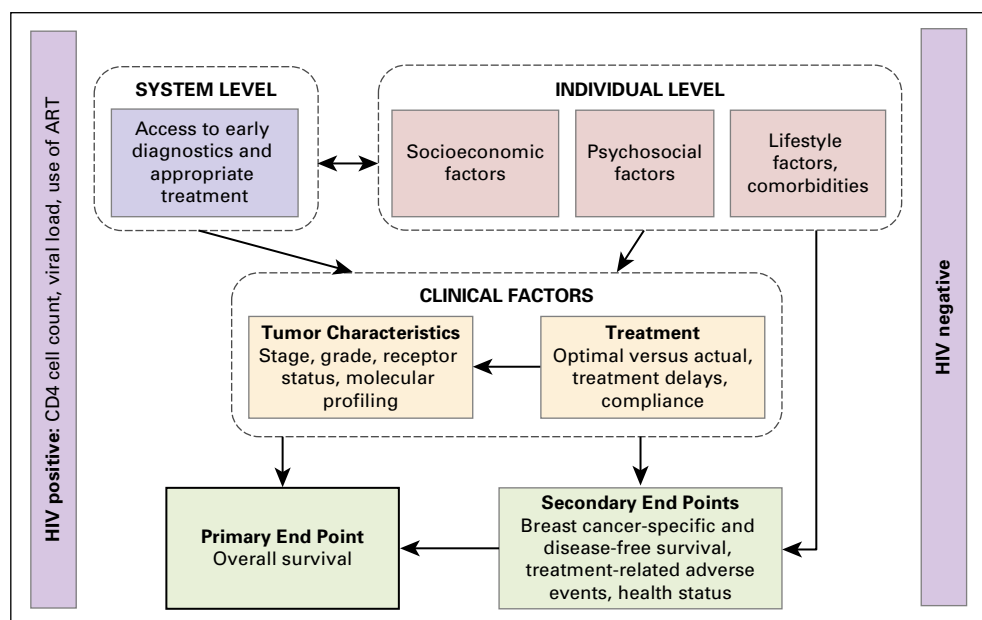 HIV positive: CD4 cell count, viral load, use of ART
SYSTEM LEVEL
Access to early
diagnostics and
appropriate
treatment
INDIVIDUAL LEVEL
Socioeconomic
factors
Psychosocial
factors
Lifestyle
factors,
comorbidities
CLINICAL FACTORS
Tumor Characteristics
Stage, grade, receptor
status, molecular
profiling
Treatment
Optimal versus actual,
treatment delays,
compliance
Primary End Point
Overall survival
Secondary End Points
Breast cancer-specific and
disease-free survival,
treatment-related adverse
events, health status
HIV negative